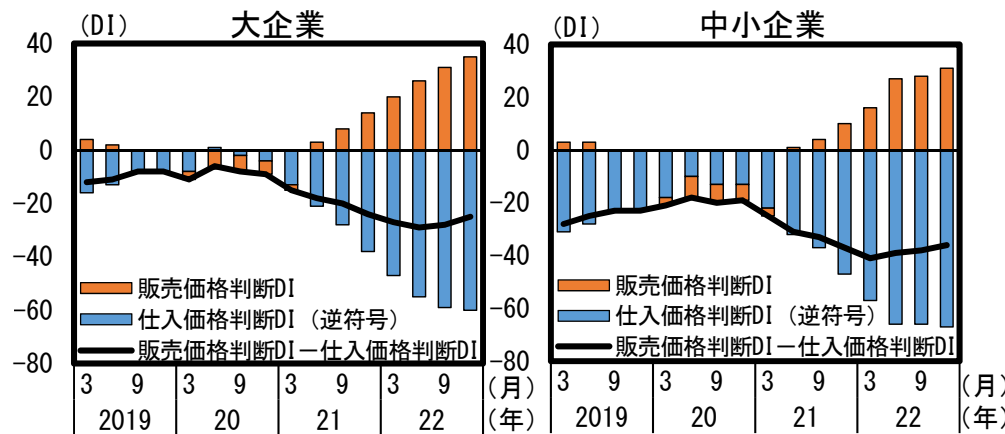 (DI) 大企業
40
20
0
-20
-40
-60
-80
販売価格判断DI
仕入価格判断DI（逆符号）
販売価格判断DI－仕入価格判断DI
3 9 3 9 3 9 3 9 (月)
2019 20 21 22 (年)
(DI) 中小企業
40
20
0
-20
-40
-60
-80
販売価格判断DI
仕入価格判断DI（逆符号）
販売価格判断DI－仕入価格判断DI
3 9 3 9 3 9 3 9 (月)
2019 20 21 22 (年)